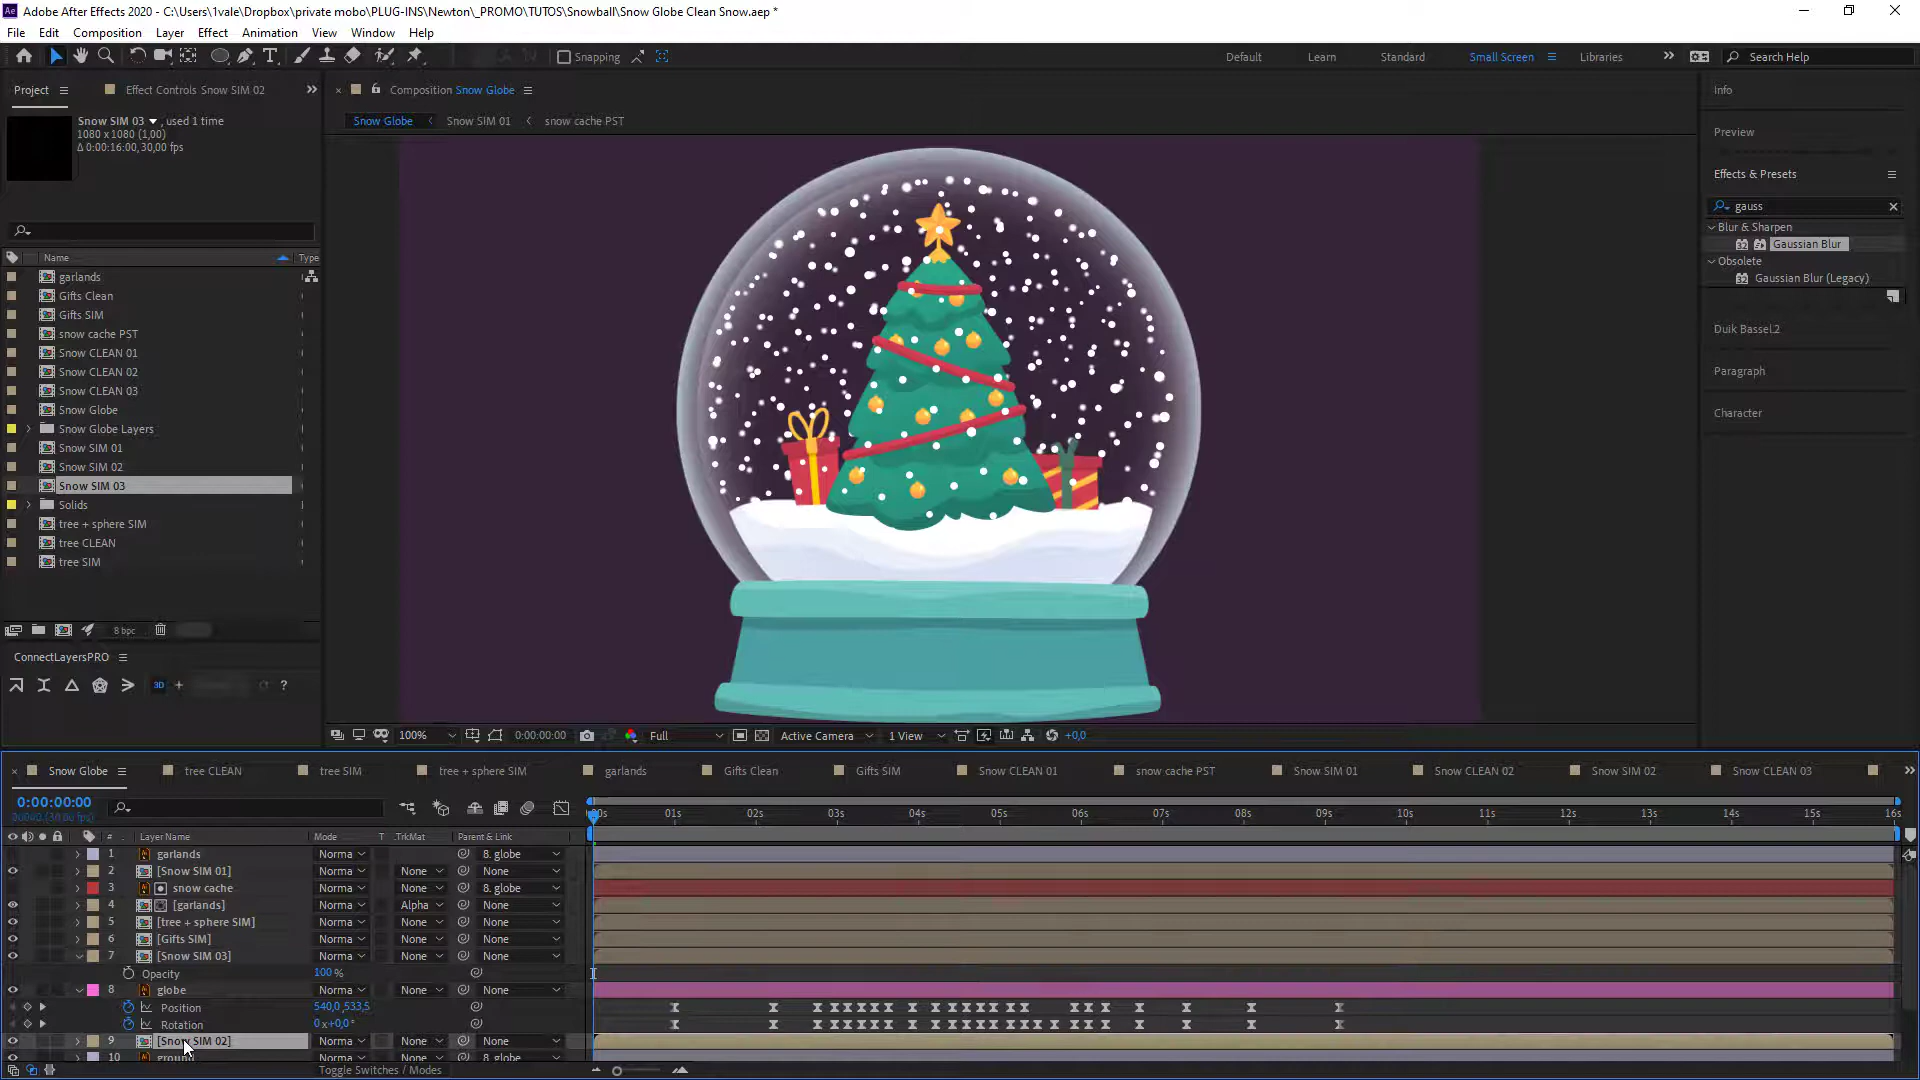 Adobe After Effects 2020 - C:\Users\1vale\Dropbox\private mobo\PLUG-INS\Newton\_PROMO\TUTOS\Snowball\Snow Globe Clean Snow.aep *
File Edit Composition Layer Effect Animation View Window Help
Snapping
Default Learn Standard Small Screen Libraries Search Help
Project Effect Controls Snow SIM 02
Composition Snow Globe
Snow Globe Snow SIM 01 snow cache PST
Snow SIM 03 , used 1 time
1080 x 1080 (1,00)
Δ 0:00:16:00, 30,00 fps
Name Type
garlands
Gifts Clean
Gifts SIM
snow cache PST
Snow CLEAN 01
Snow CLEAN 02
Snow CLEAN 03
Snow Globe
Snow Globe Layers
Snow SIM 01
Snow SIM 02
Snow SIM 03
Solids
tree + sphere SIM
tree CLEAN
tree SIM
8 bpc
ConnectLayersPRO
3D + ?
Info
Preview
Effects & Presets
gauss
Blur & Sharpen
Gaussian Blur
Obsolete
Gaussian Blur (Legacy)
Duik Bassel.2
Paragraph
Character
100% 0:00:00:00 Full Active Camera 1 View +0,0
Snow Globe tree CLEAN tree SIM tree + sphere SIM garlands Gifts Clean Gifts SIM Snow CLEAN 01 snow cache PST Snow SIM 01 Snow CLEAN 02 Snow SIM 02 Snow CLEAN 03
0:00:00:00
00s 01s 02s 03s 04s 05s 06s 07s 08s 09s 10s 11s 12s 13s 14s 15s 16s
# Layer Name Mode T .TrkMat Parent & Link
1 garlands Norma 8. globe
2 [Snow SIM 01] Norma None None
3 snow cache Norma None 8. globe
4 [garlands] Norma Alpha None
5 [tree + sphere SIM] Norma None None
6 [Gifts SIM] Norma None None
7 [Snow SIM 03] Norma None None
Opacity 100 %
8 globe Norma None None
Position 540,0,533,5
Rotation 0x+0,0°
9 [Snow SIM 02] Norma None None
10 ground Norma None 8. globe
Toggle Switches / Modes